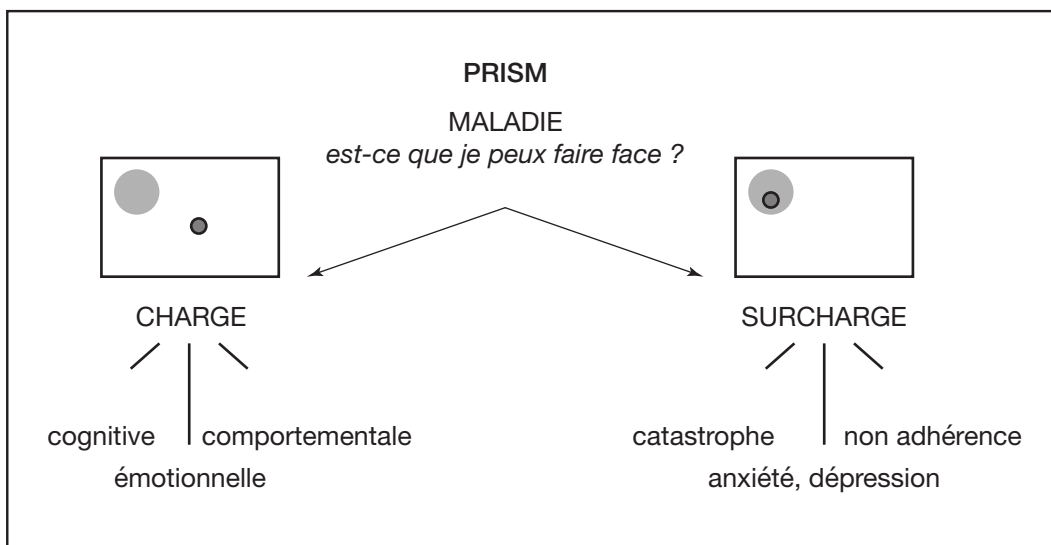 PRISM
MALADIE
est-ce que je peux faire face ?
CHARGE
SURCHARGE
cognitive
comportementale
émotionnelle
catastrophe
non adhérence
anxiété, dépression